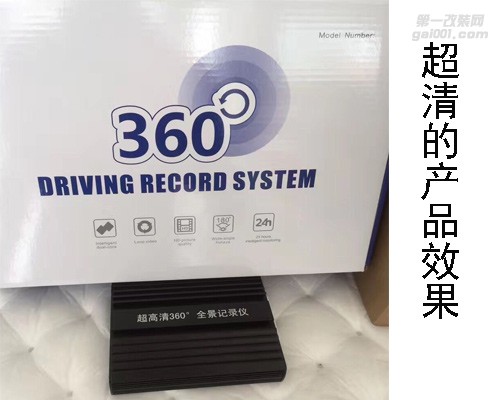 第一改装网
gai001.com
Model Number:
360°
DRIVING RECORD SYSTEM
180°
24h
超高清360°全景记录仪
超清的产品效果